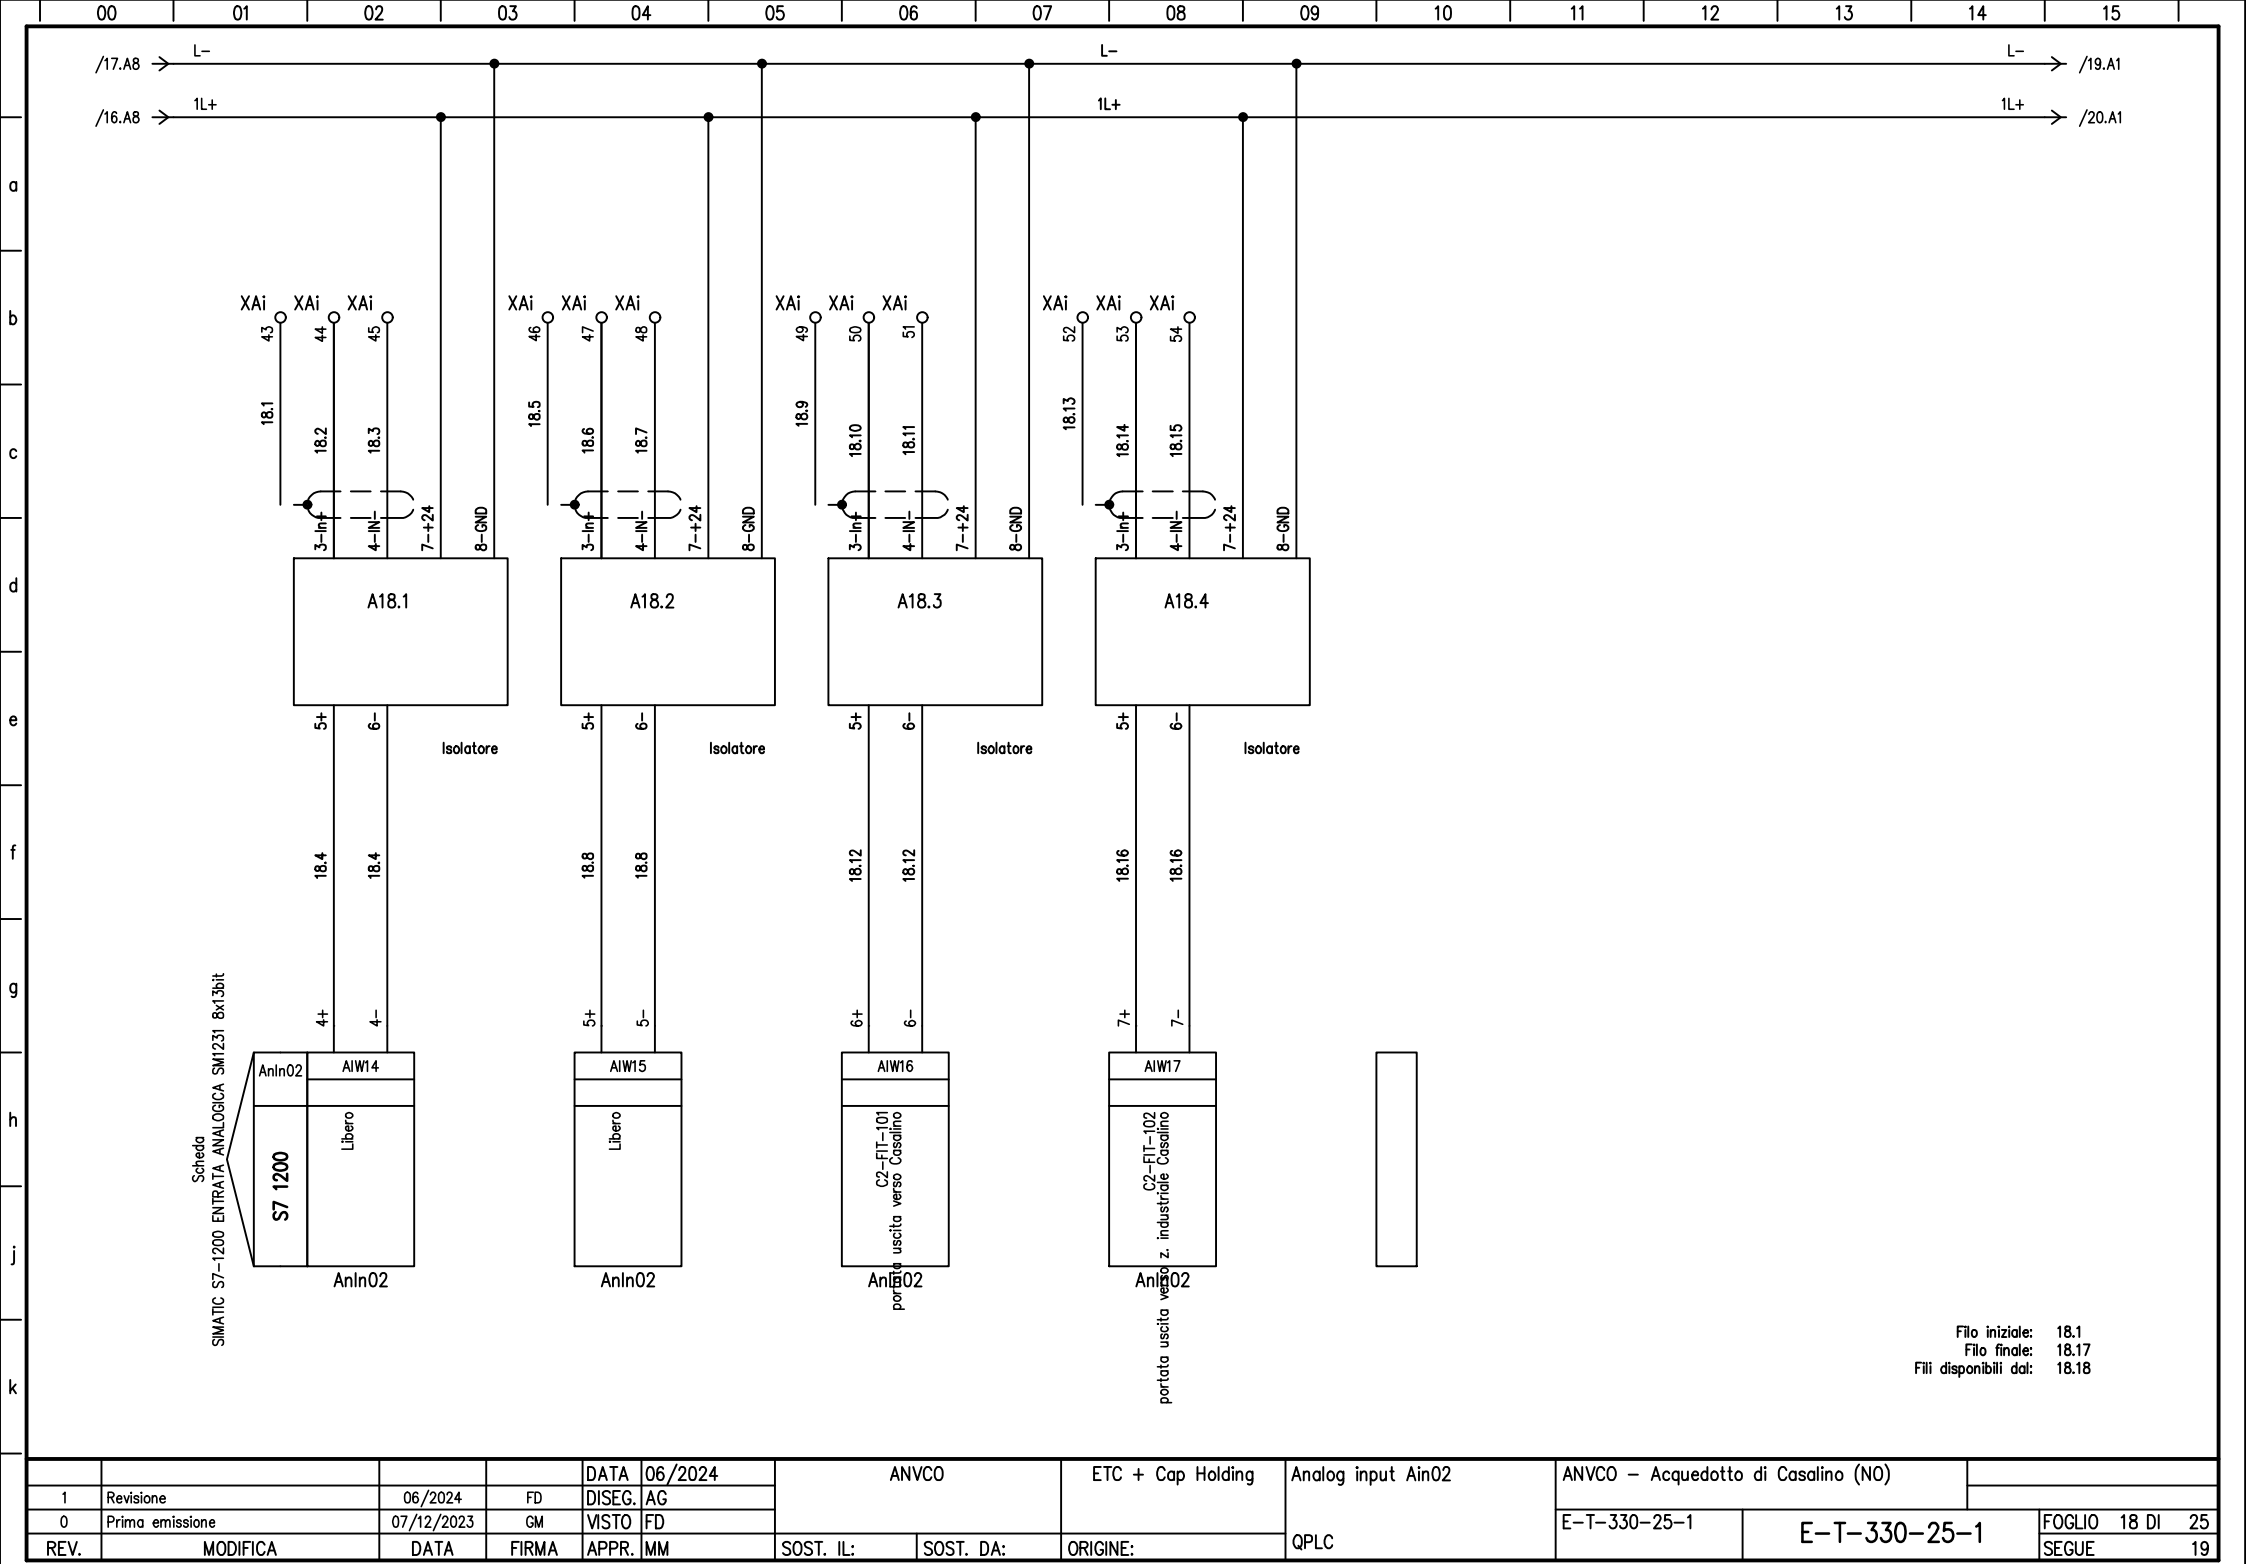 00 01 02 03 04 05 06 07 08 09 10 11 12 13 14 15
L- L- L-
/17.A8 /19.A1
1L+ 1L+ 1L+
/16.A8 /20.A1
a
b
c
d
e
f
g
h
j
k
XAi XAi XAi XAi XAi XAi XAi XAi XAi XAi XAi XAi
43 44 45 46 47 48 49 50 51 52 53 54
18.1 18.2 18.3 18.5 18.6 18.7 18.9 18.10 18.11 18.13 18.14 18.15
3-In+ 4-IN- 7-+24 8-GND 3-In+ 4-IN- 7-+24 8-GND 3-In+ 4-IN- 7-+24 8-GND 3-In+ 4-IN- 7-+24 8-GND
A18.1 A18.2 A18.3 A18.4
5+ 6- 5+ 6- 5+ 6- 5+ 6-
Isolatore Isolatore Isolatore Isolatore
18.4 18.4 18.8 18.8 18.12 18.12 18.16 18.16
4+ 4- 5+ 5- 6+ 6- 7+ 7-
Scheda
SIMATIC S7-1200 ENTRATA ANALOGICA SM1231 8x13bit
AnIn02 AIW14 AIW15 AIW16 AIW17
S7 1200
Libero
Libero
C2-FIT-101
portata uscita verso Casalino
C2-FIT-102
portata uscita verso z. industriale Casalino
AnIn02 AnIn02 AnIn02 AnIn02
Filo iniziale: 18.1
Filo finale: 18.17
Fili disponibili dal: 18.18
DATA 06/2024 ANVCO ETC + Cap Holding Analog input Ain02 ANVCO - Acquedotto di Casalino (NO)
1 Revisione 06/2024 FD DISEG. AG
0 Prima emissione 07/12/2023 GM VISTO FD E-T-330-25-1 E-T-330-25-1 FOGLIO 18 DI 25
REV. MODIFICA DATA FIRMA APPR. MM SOST. IL: SOST. DA: ORIGINE: QPLC SEGUE 19